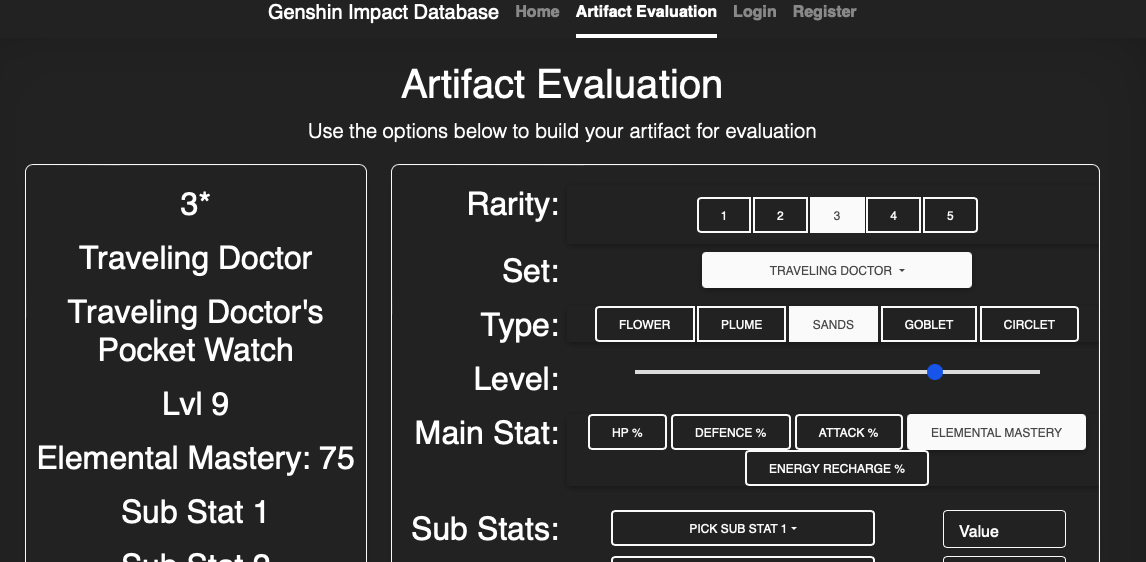 Genshin Impact Database Home Artifact Evaluation Login Register
Artifact Evaluation
Use the options below to build your artifact for evaluation
3*
Traveling Doctor
Traveling Doctor's
Pocket Watch
Lvl 9
Elemental Mastery: 75
Sub Stat 1
Sub Stat 2
Rarity: 1 2 3 4 5
Set: TRAVELING DOCTOR
Type: FLOWER PLUME SANDS GOBLET CIRCLET
Level:
Main Stat: HP % DEFENCE % ATTACK % ELEMENTAL MASTERY
ENERGY RECHARGE %
Sub Stats: PICK SUB STAT 1 Value